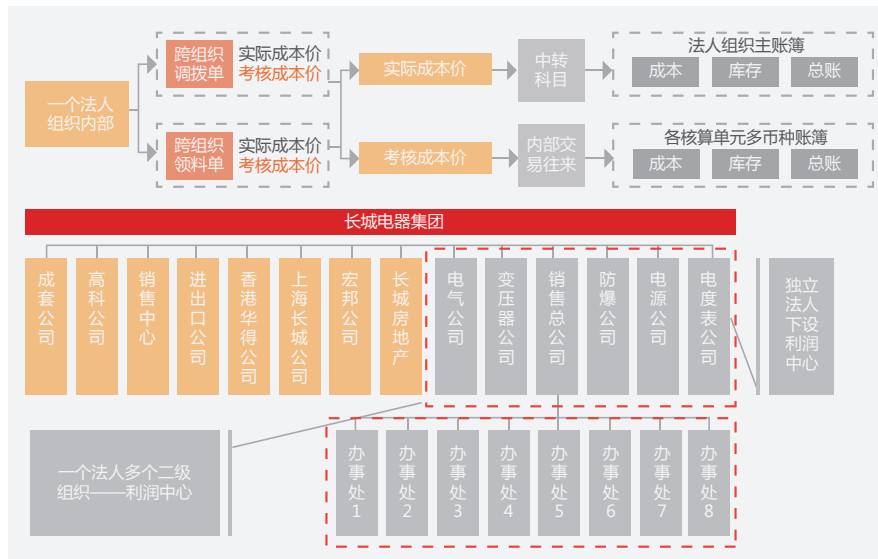 一个法人
组织内部
跨组织
调拨单
实际成本价
考核成本价
跨组织
领料单
实际成本价
考核成本价
实际成本价
考核成本价
中转
科目
内部交
易往来
法人组织主账簿
成本
库存
总账
各核算单元多币种账簿
成本
库存
总账
长城电器集团
成套公司
高科公司
销售中心
进出口公司
香港华得公司
上海长城公司
宏邦公司
长城房地产
电气公司
变压器公司
销售总公司
防爆公司
电源公司
电度表公司
独立
法人
下设
利润
中心
一个法人多个二级
组织——利润中心
办事处1
办事处2
办事处3
办事处4
办事处5
办事处6
办事处7
办事处8